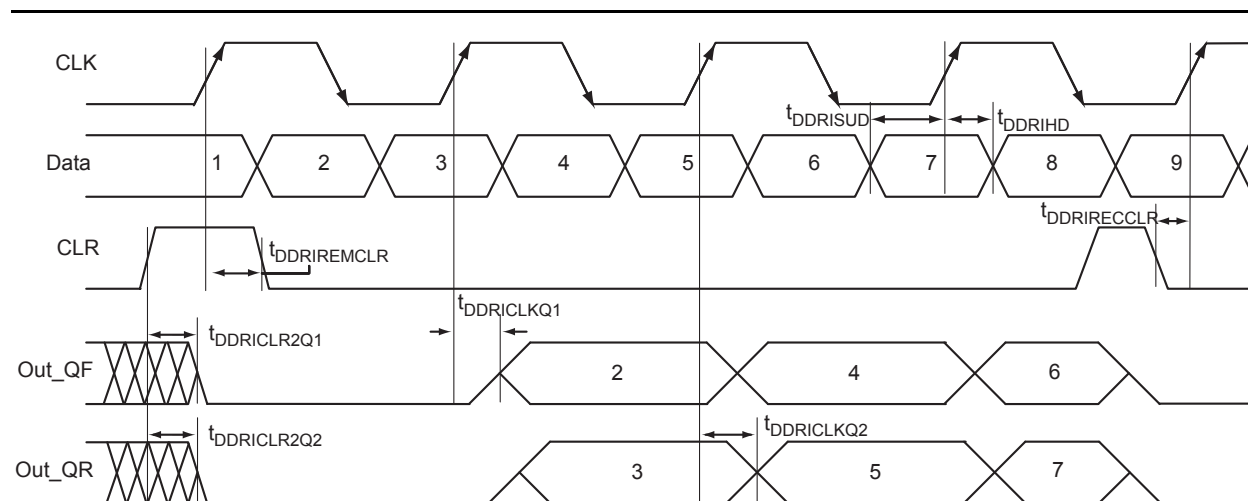 CLK
tDDRISUD
tDDRIHD
Data
1 2 3 4 5 6 7 8 9
tDDRIRECCLR
CLR
tDDRIREMCLR
tDDRICLKQ1
tDDRICLR2Q1
Out_QF
2 4 6
tDDRICLR2Q2
tDDRICLKQ2
Out_QR
3 5 7